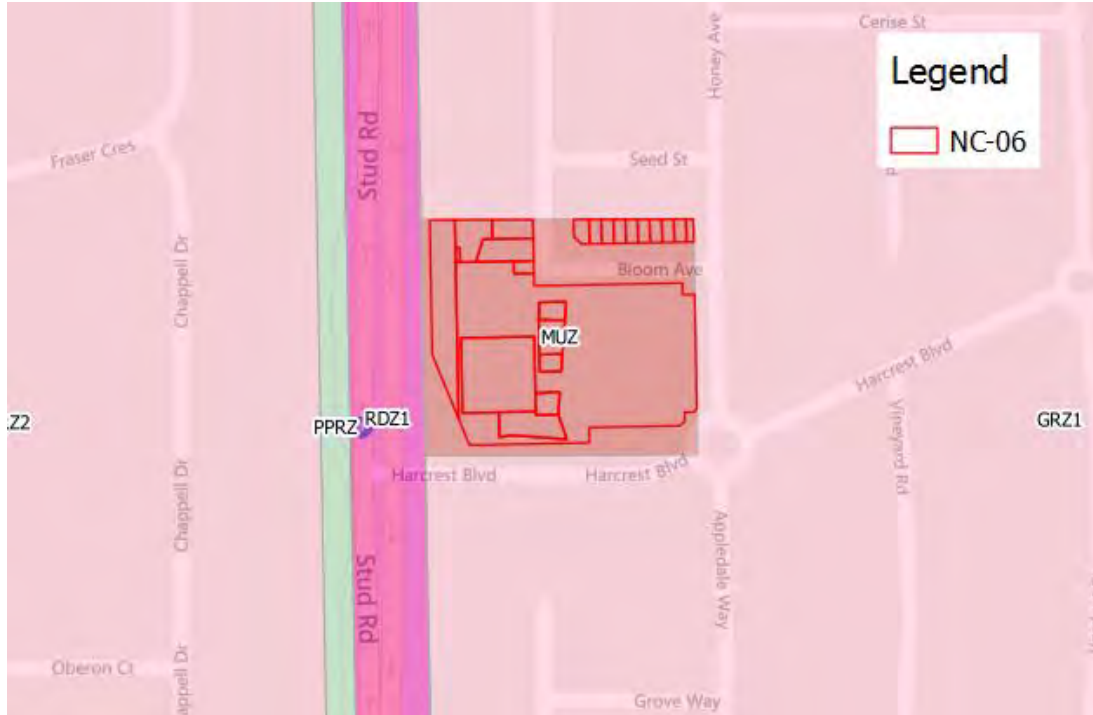 Cerise St
Honey Ave
Legend
NC-06
Stud Rd
Fraser Cres
Seed St
Chappell Dr
Bloom Ave
MUZ
Harcrest Blvd
PPRZ
RDZ1
GRZ1
Vineyard Rd
Chappell Dr
Harcrest Blvd
Harcrest Blvd
Appledale Way
Stud Rd
Oberon Ct
Chappell Dr
Grove Way